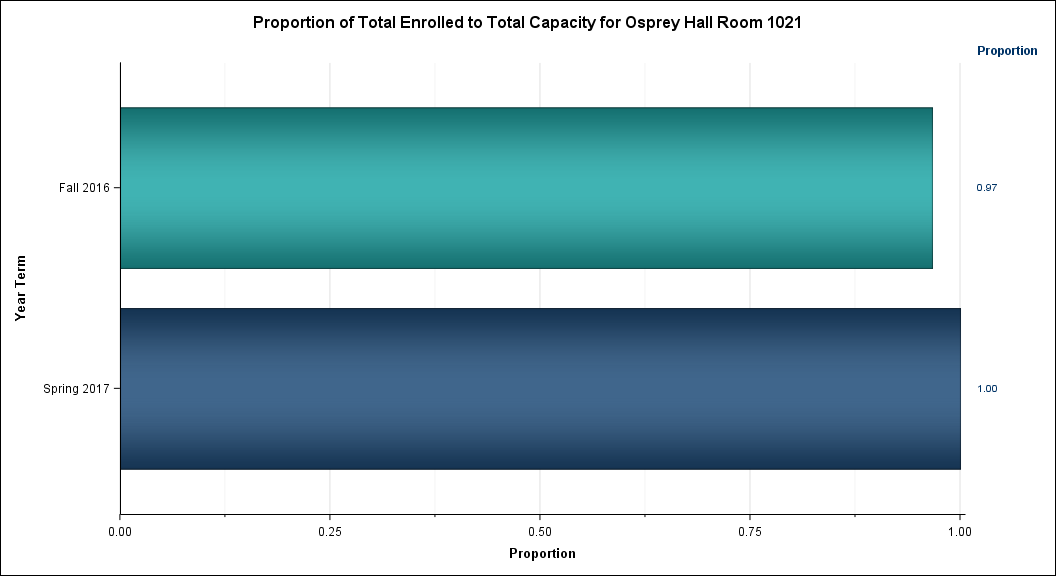 Proportion of Total Enrolled to Total Capacity for Osprey Hall Room 1021
Proportion
Fall 2016
0.97
Year Term
Spring 2017
1.00
0.00 0.25 0.50 0.75 1.00
Proportion